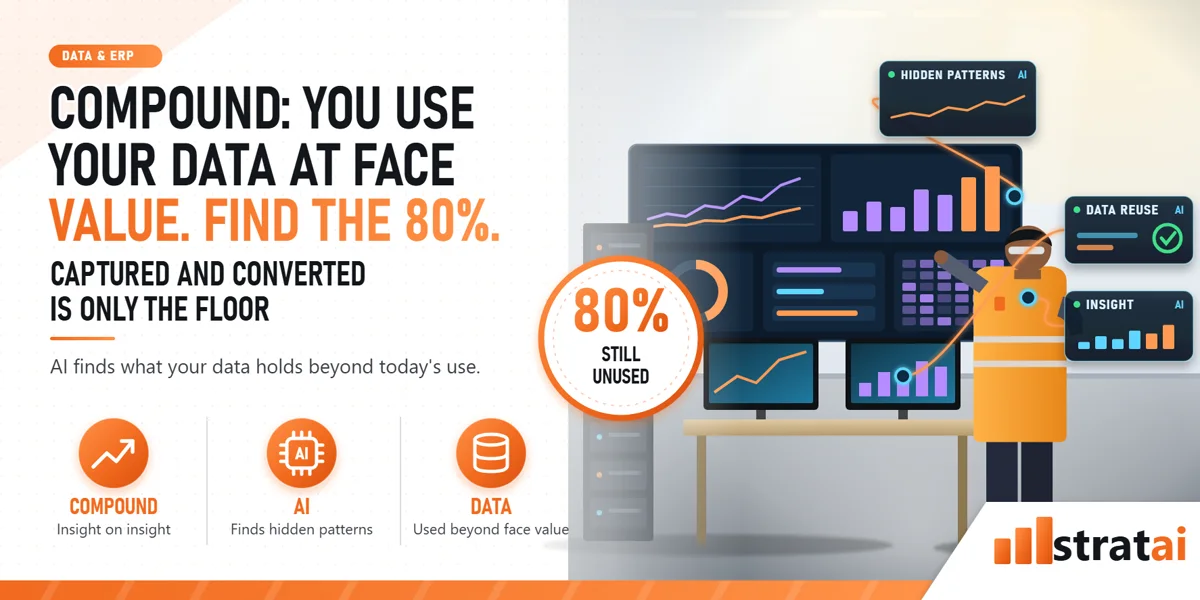 DATA & ERP
COMPOUND: YOU USE
YOUR DATA AT FACE
VALUE. FIND THE 80%.
CAPTURED AND CONVERTED
IS ONLY THE FLOOR
AI finds what your data holds beyond today's use.
COMPOUND
Insight on insight
AI
AI
Finds hidden patterns
DATA
Used beyond face value
80%
STILL
UNUSED
HIDDEN PATTERNS AI
DATA REUSE AI
INSIGHT AI
stratai